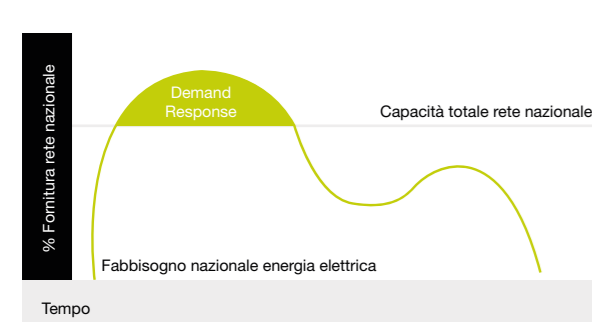 % Fornitura rete nazionale
Demand
Response
Capacità totale rete nazionale
Fabbisogno nazionale energia elettrica
Tempo